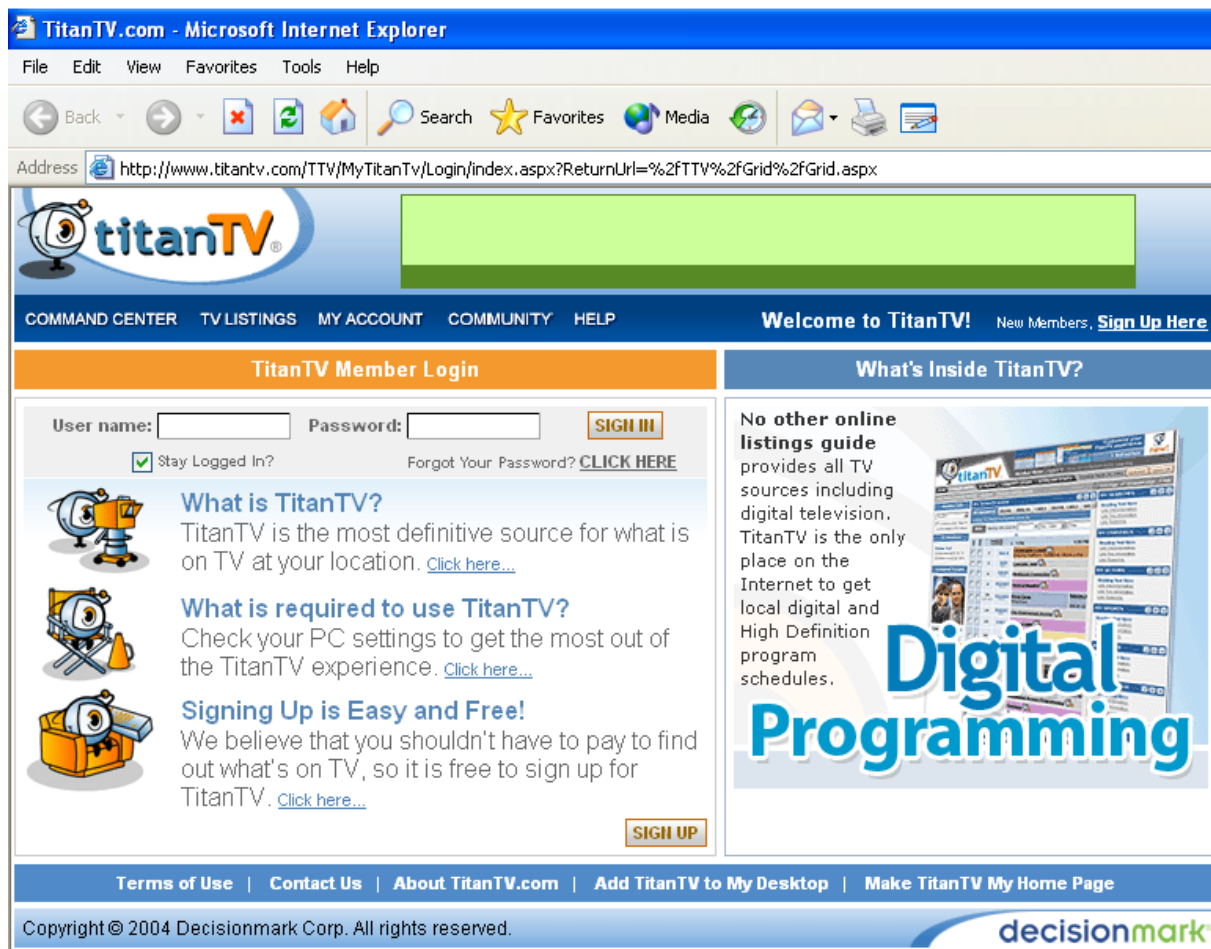 TitanTV.com - Microsoft Internet Explorer
File Edit View Favorites Tools Help
Back Search Favorites Media
Address http://www.titantv.com/TTV/MyTitanTv/Login/index.aspx?ReturnUrl=%2fTTV%2fGrid%2fGrid.aspx
titanTV®
COMMAND CENTER TV LISTINGS MY ACCOUNT COMMUNITY HELP Welcome to TitanTV! New Members, Sign Up Here
TitanTV Member Login
User name: Password: SIGN IN
Stay Logged In? Forgot Your Password? CLICK HERE
What is TitanTV?
TitanTV is the most definitive source for what is
on TV at your location. Click here...
What is required to use TitanTV?
Check your PC settings to get the most out of
the TitanTV experience. Click here...
Signing Up is Easy and Free!
We believe that you shouldn't have to pay to find
out what's on TV, so it is free to sign up for
TitanTV. Click here...
SIGN UP
What's Inside TitanTV?
No other online
listings guide
provides all TV
sources including
digital television.
TitanTV is the only
place on the
Internet to get
local digital and
High Definition
program
schedules.
titanTV
Digital
Programming
Terms of Use | Contact Us | About TitanTV.com | Add TitanTV to My Desktop | Make TitanTV My Home Page
Copyright © 2004 Decisionmark Corp. All rights reserved.
decisionmark